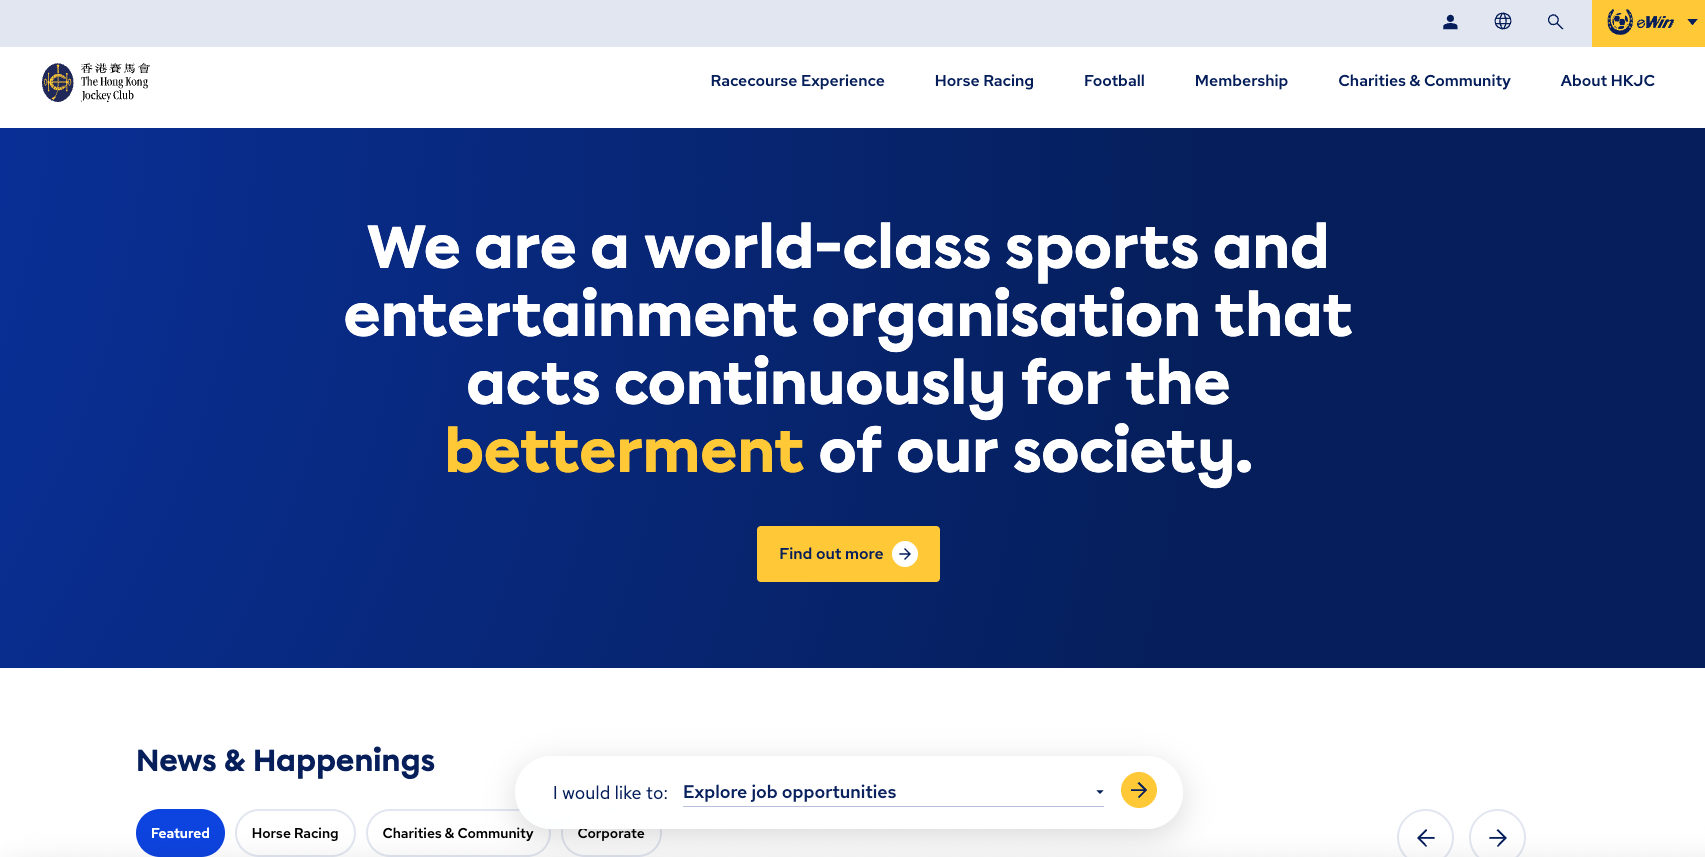 eWin
香港賽馬會
The Hong Kong
Jockey Club
Racecourse Experience
Horse Racing
Football
Membership
Charities & Community
About HKJC
We are a world-class sports and
entertainment organisation that
acts continuously for the
betterment of our society.
Find out more
News & Happenings
I would like to: Explore job opportunities
Featured
Horse Racing
Charities & Community
Corporate